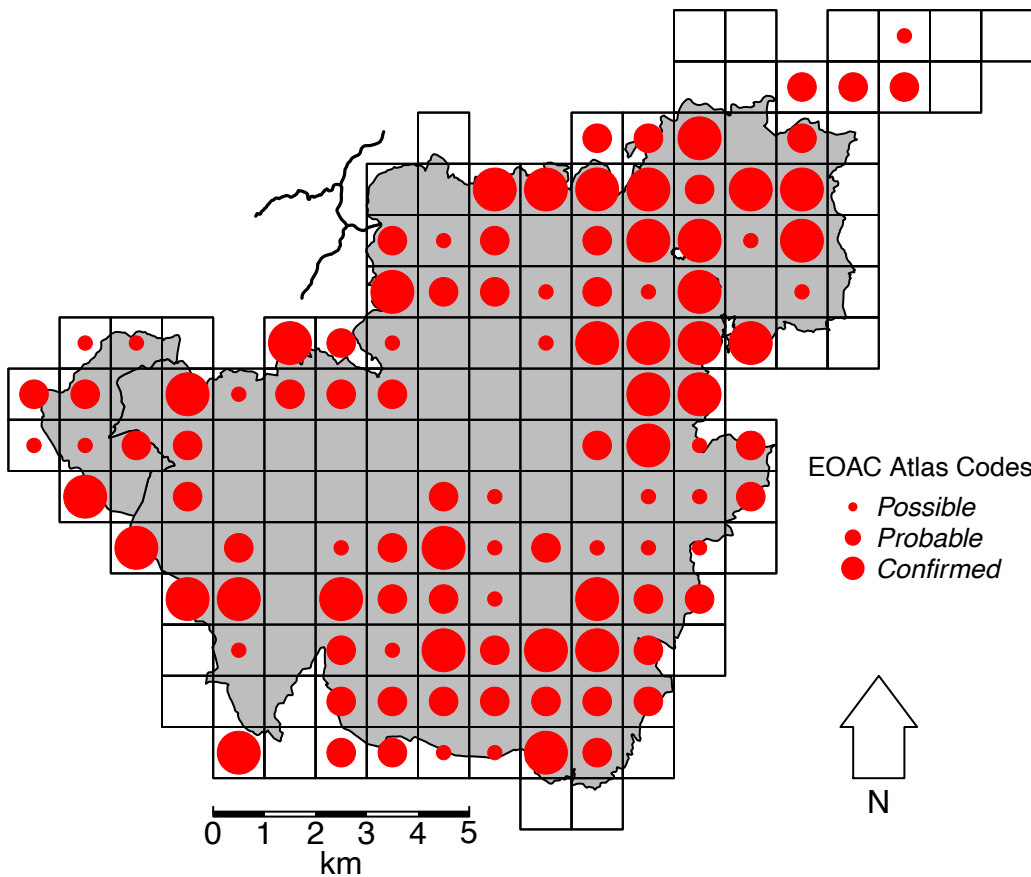 EOAC Atlas Codes
Possible
Probable
Confirmed
N
0 1 2 3 4 5
km